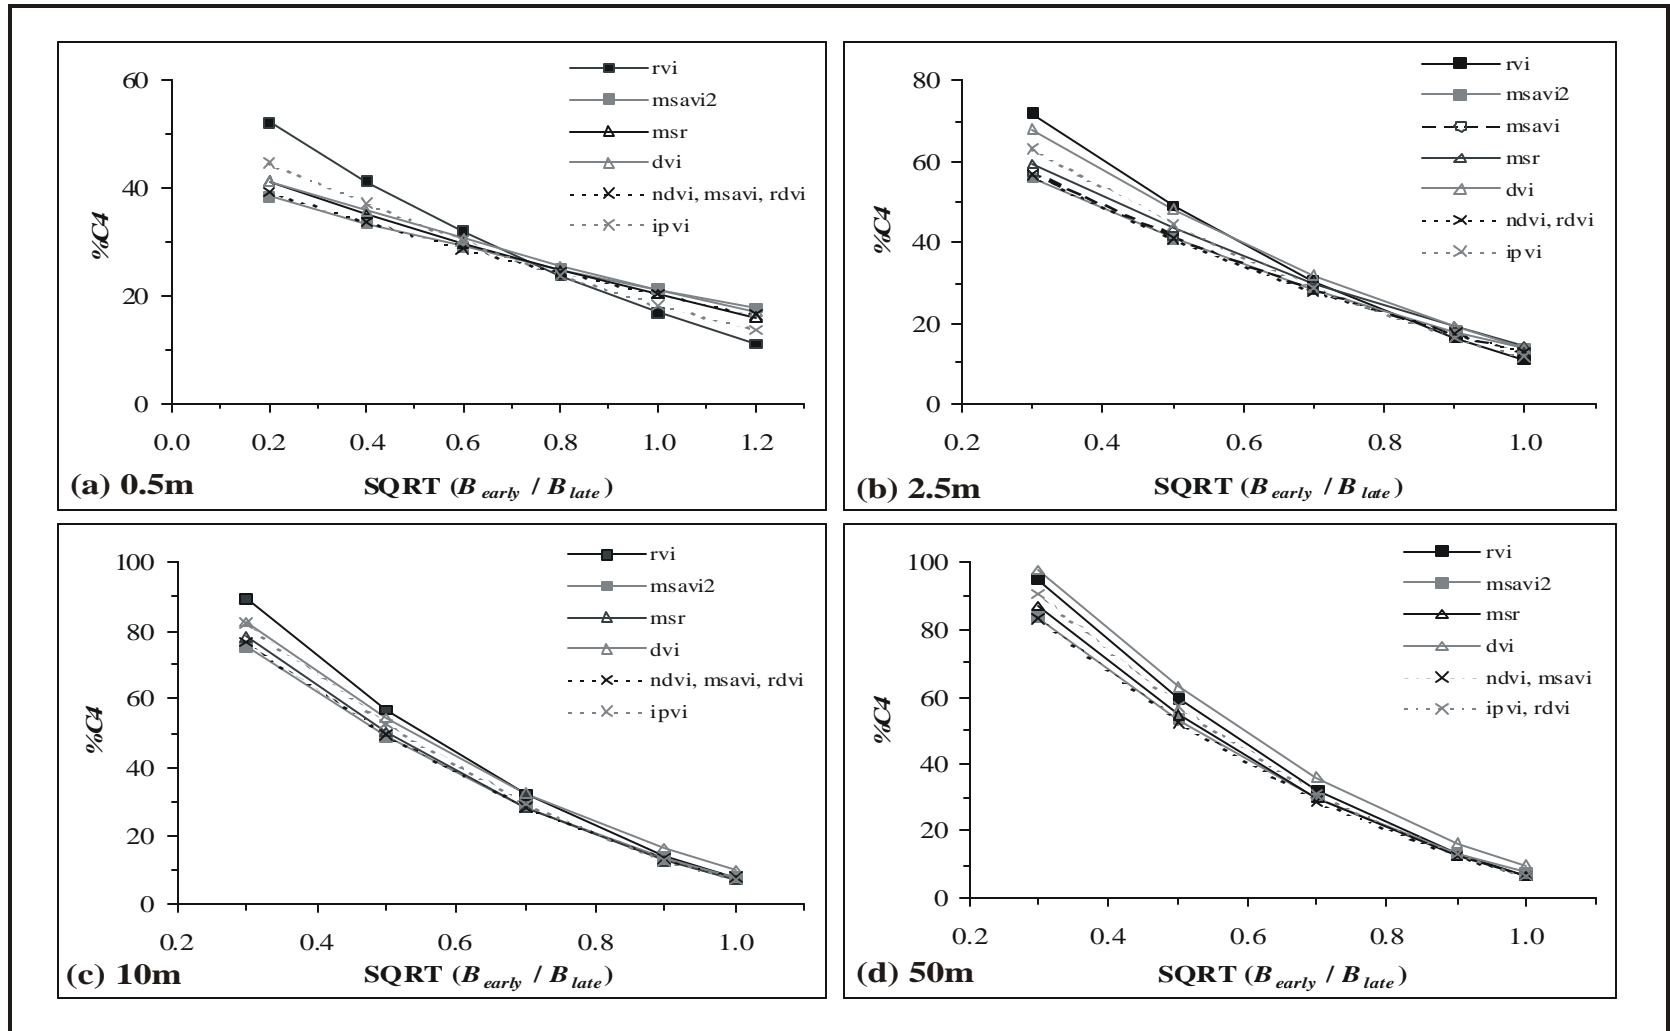 60
40
20
0
%C4
0.0 0.2 0.4 0.6 0.8 1.0 1.2
rvi
msavi2
msr
dvi
ndvi, msavi, rdvi
ipvi
(a) 0.5m
SQRT (B early / B late)
80
60
40
20
0
%C4
0.2 0.4 0.6 0.8 1.0
rvi
msavi2
msavi
msr
dvi
ndvi, rdvi
ipvi
(b) 2.5m
SQRT (B early / B late)
100
80
60
40
20
0
%C4
0.2 0.4 0.6 0.8 1.0
rvi
msavi2
msr
dvi
ndvi, msavi, rdvi
ipvi
(c) 10m
SQRT (B early / B late)
100
80
60
40
20
0
%C4
0.2 0.4 0.6 0.8 1.0
rvi
msavi2
msr
dvi
ndvi, msavi
ipvi, rdvi
(d) 50m
SQRT (B early / B late)